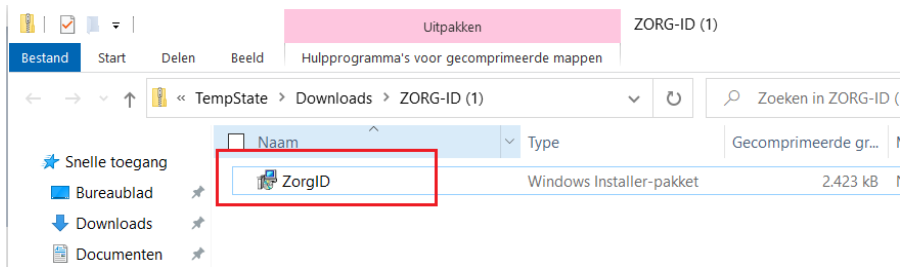 Uitpakken ZORG-ID (1)
Bestand Start Delen Beeld Hulpprogramma's voor gecomprimeerde mappen
« TempState > Downloads > ZORG-ID (1) Zoeken in ZORG-ID (
Naam Type Gecomprimeerde gr...
Snelle toegang
ZorgID Windows Installer-pakket 2.423 kB
Bureaublad
Downloads
Documenten